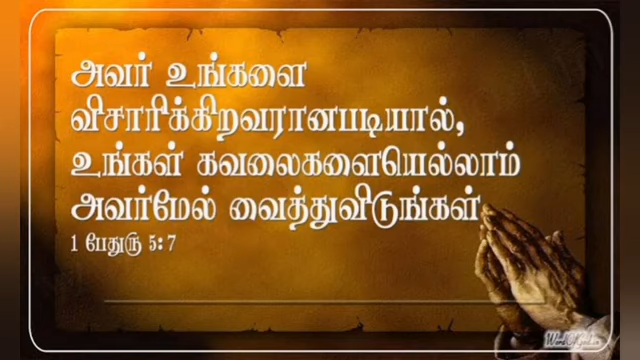 அவர் உங்களை
விசாரிக்கிறவரானபடியால்,
உங்கள் கவலைகளையெல்லாம்
அவர்மேல் வைத்துவிடுங்கள்
1 பேதுரு 5:7